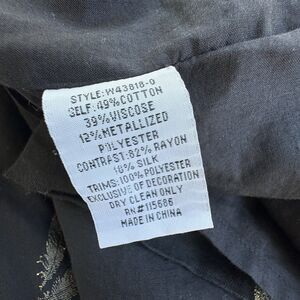 STYLE:W43818-0
SELF:49%COTTON
39%VISCOSE
12%METALLIZED
POLYESTER
CONTRAST:82% RAYON
18% SILK
TRIMS:100%POLYESTER
EXCLUSIVE OF DECORATION
DRY CLEAN ONLY
RN#115686
MADE IN CHINA